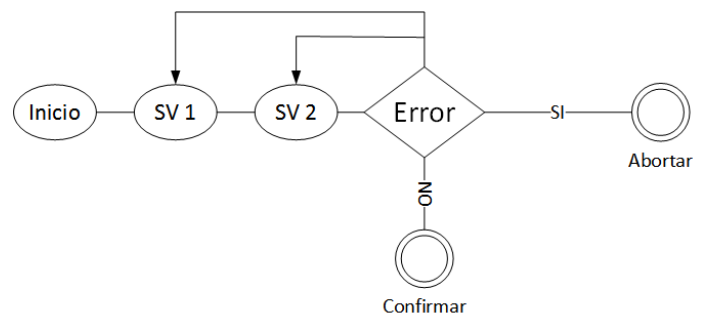 Inicio
SV 1
SV 2
Error
SI
Abortar
NO
Confirmar